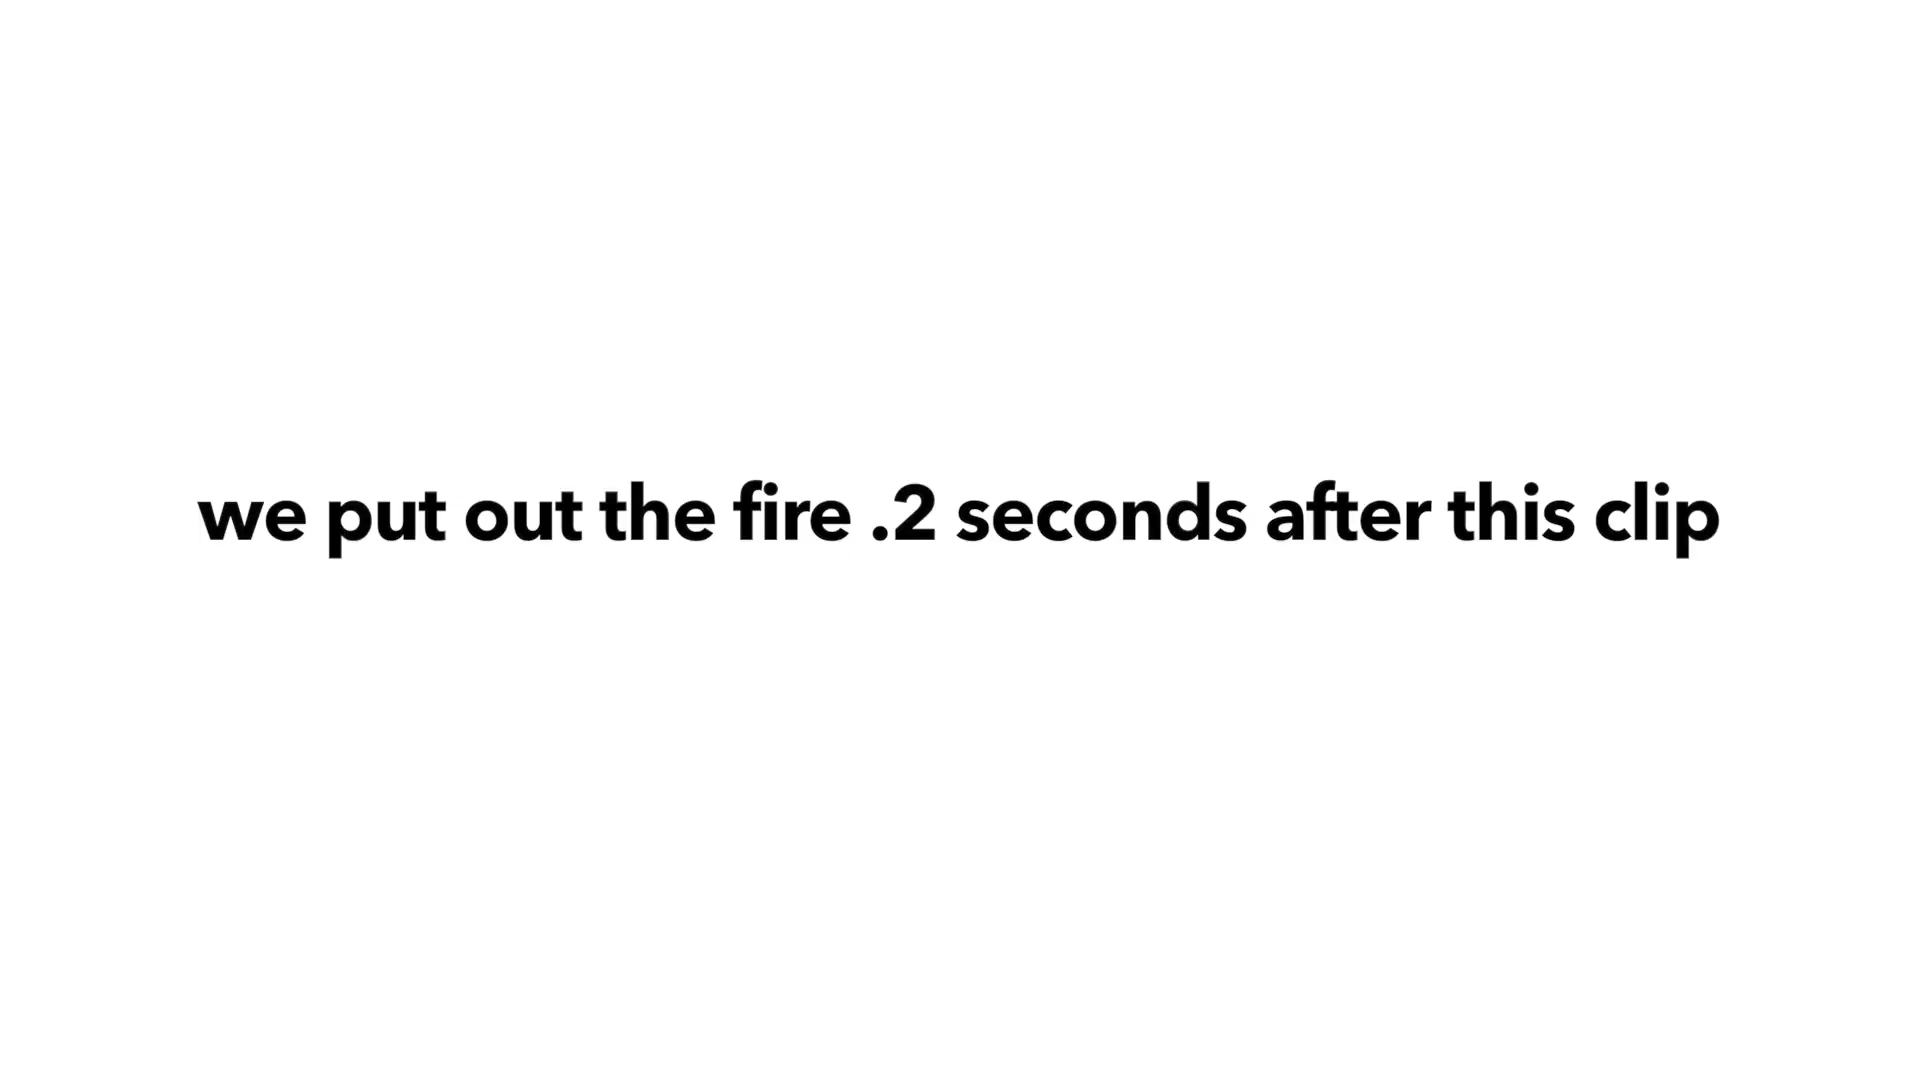 we put out the fire .2 seconds after this clip